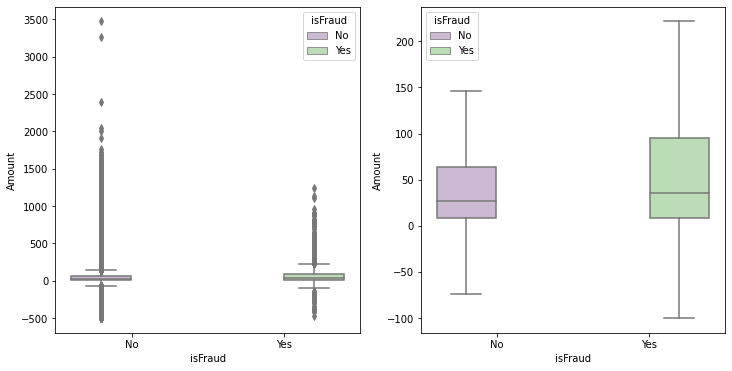 3500
3000
2500
2000
1500
1000
500
0
−500
Amount
isFraud
No
Yes
No
Yes
isFraud
200
150
100
50
0
−50
−100
Amount
isFraud
No
Yes
No
Yes
isFraud